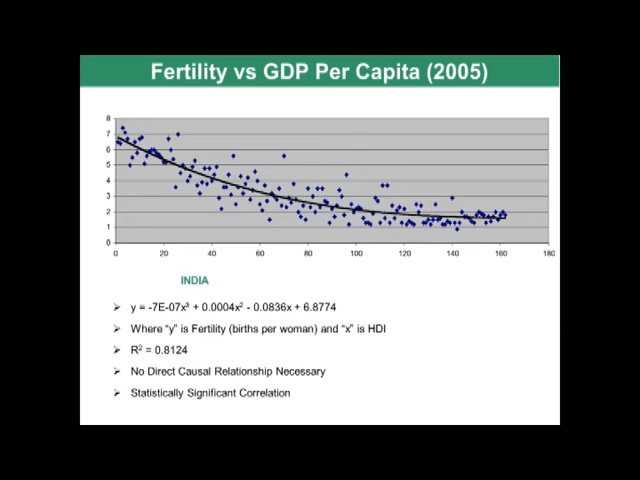 Fertility vs GDP Per Capita (2005)
8
7
6
5
4
3
2
1
0
0 20 40 60 80 100 120 140 160 180
INDIA
➢ y = -7E-07x³ + 0.0004x² - 0.0836x + 6.8774
➢ Where "y" is Fertility (births per woman) and "x" is HDI
➢ R² = 0.8124
➢ No Direct Causal Relationship Necessary
➢ Statistically Significant Correlation